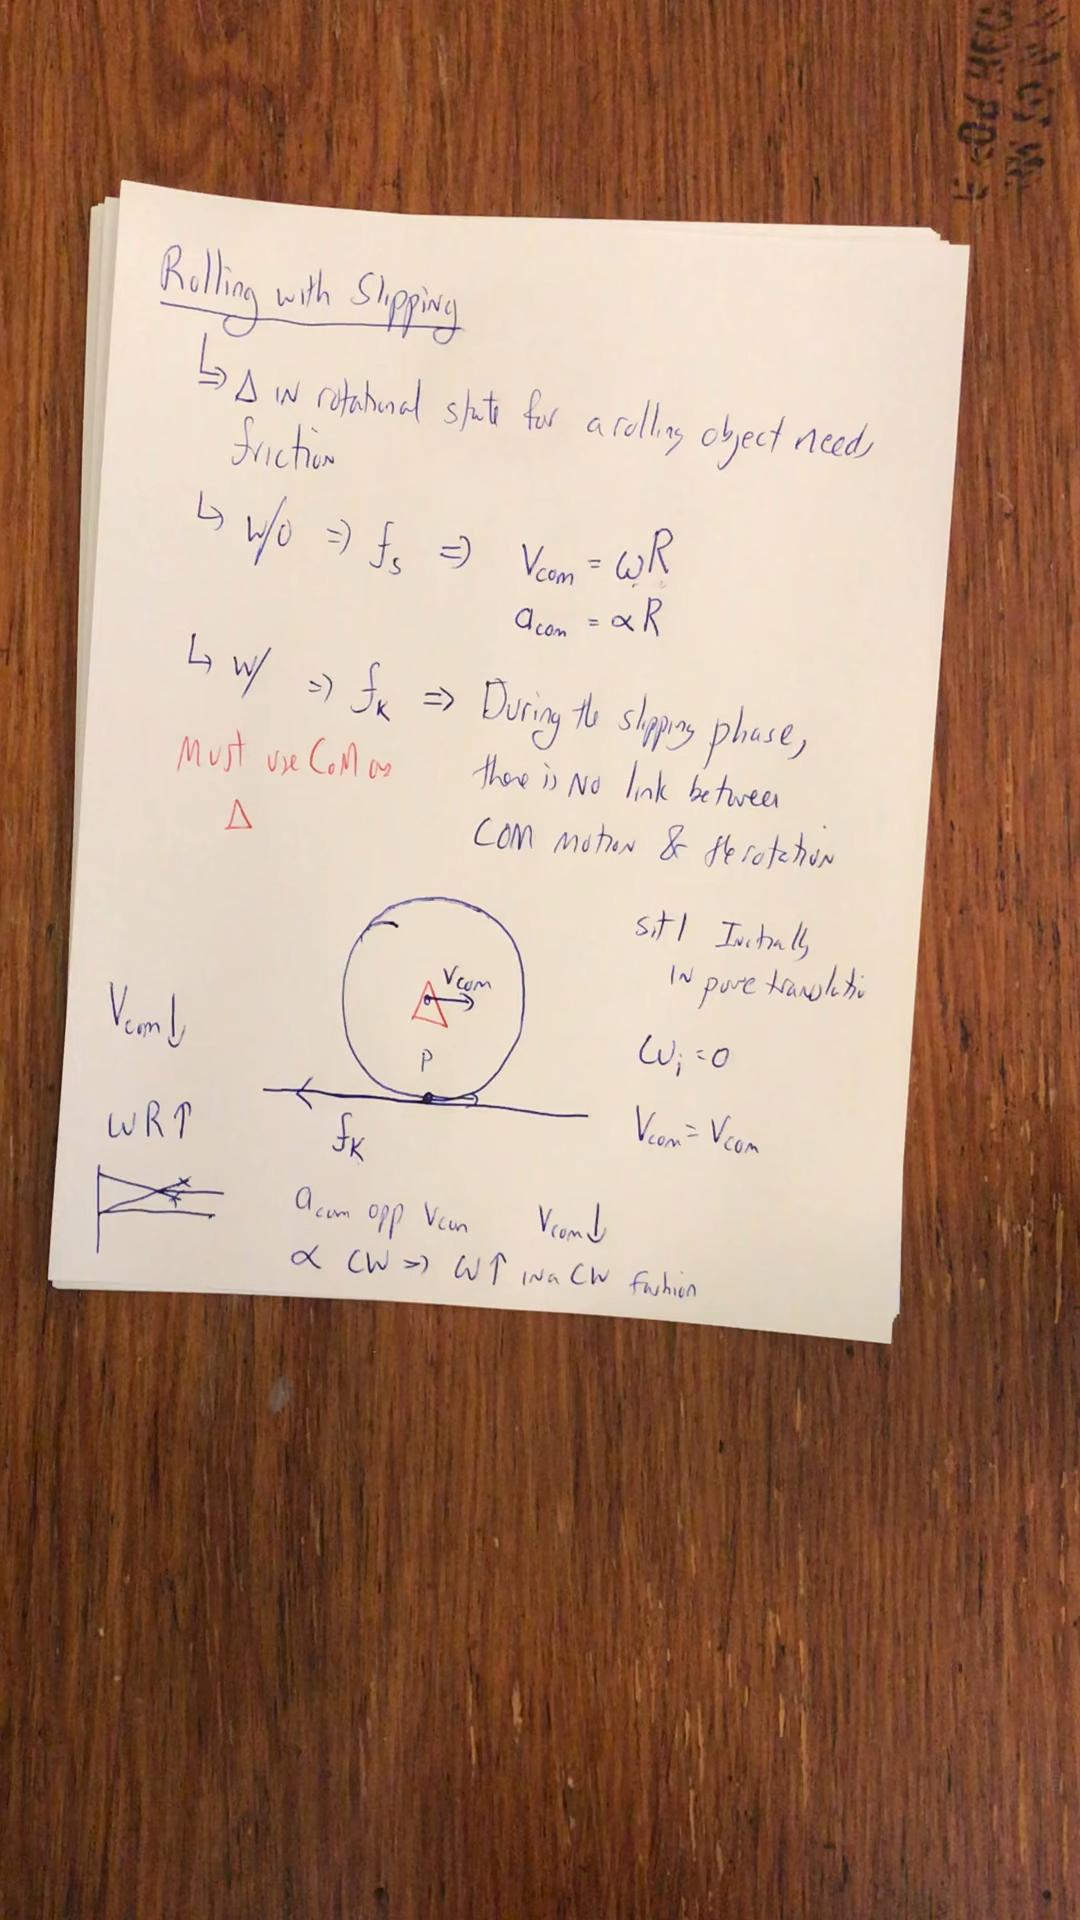 Rolling with Slipping
↳ Δ in rotational state for a rolling object needs
friction
↳ w/o ⇒ fs ⇒ Vcom = ωR
acom = αR
↳ w/ ⇒ fK ⇒ During the slipping phase,
there is No link between
COM motion & the rotation
Must use CoM as
Δ
sit 1 Initially
in pure translation
ωi = 0
Vcom = Vcom
Vcom
P
fK
Vcom↓
ωR↑
acom opp Vcom Vcom↓
α CW ⇒ ω↑ in a CW fashion